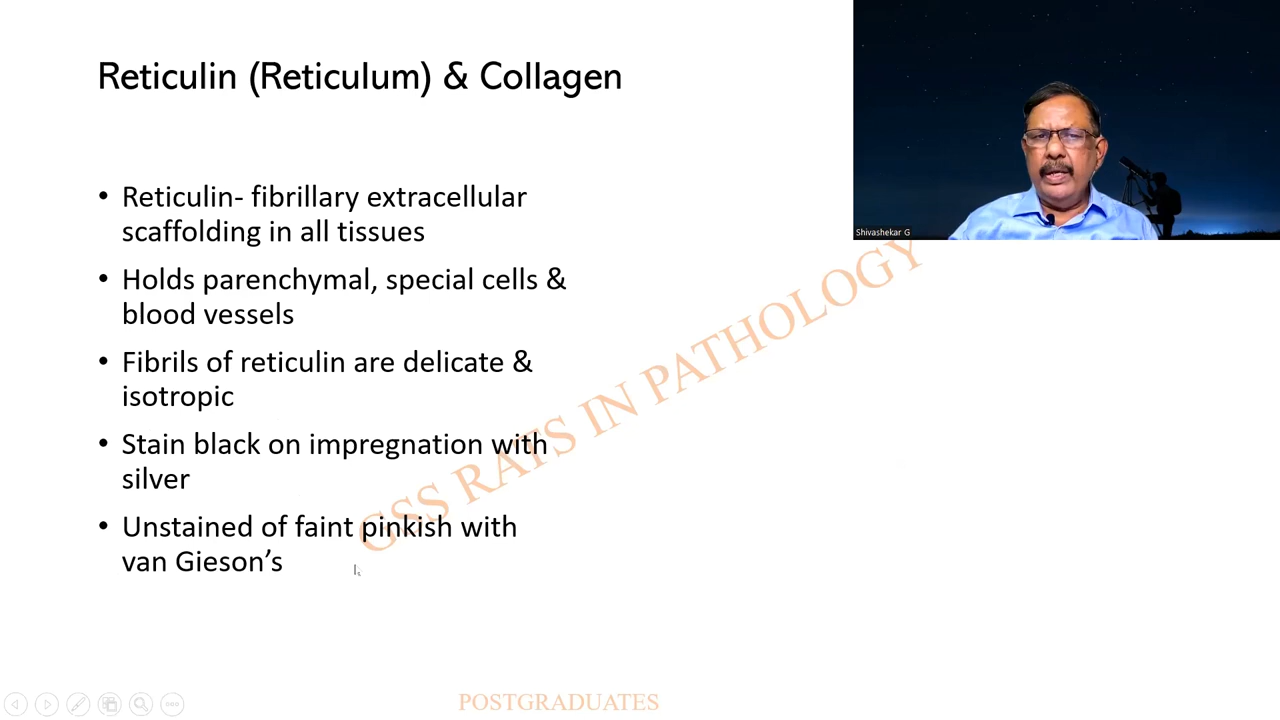 Reticulin (Reticulum) & Collagen
Shivashekar G
• Reticulin- fibrillary extracellular
scaffolding in all tissues
• Holds parenchymal, special cells &
blood vessels
• Fibrils of reticulin are delicate &
isotropic
• Stain black on impregnation with
silver
• Unstained of faint pinkish with
van Gieson’s
GSS RATS IN PATHOLOGY
POSTGRADUATES